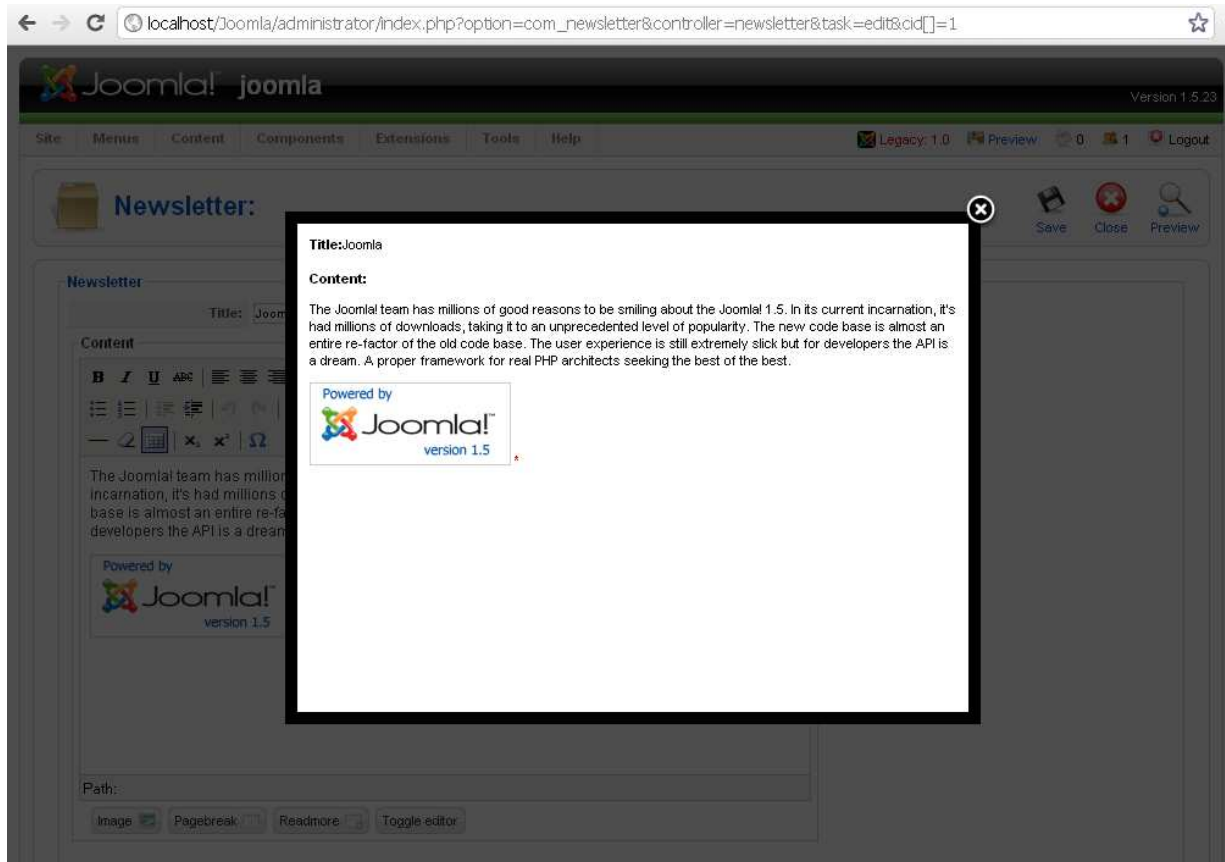 localhost/Joomla/administrator/index.php?option=com_newsletter&controller=newsletter&task=edit&cid[]=1
Joomla! joomla
Version 1.5.23
Site Menus Content Components Extensions Tools Help Legacy: 1.0 Preview 0 1 Logout
Newsletter:
Save Close Preview
Title:Joomla
Content:
The Joomla! team has millions of good reasons to be smiling about the Joomla! 1.5. In its current incarnation, it's
had millions of downloads, taking it to an unprecedented level of popularity. The new code base is almost an
entire re-factor of the old code base. The user experience is still extremely slick but for developers the API is
a dream. A proper framework for real PHP architects seeking the best of the best.
Powered by
Joomla!™
version 1.5
*
Newsletter
Title: Joom
Content
B I U ABC
x₂ x² Ω
The Joomla! team has million
incarnation, it's had millions
base is almost an entire re-fa
developers the API is a dream
Powered by
Joomla!™
version 1.5
Path:
Image Pagebreak Readmore Toggle editor